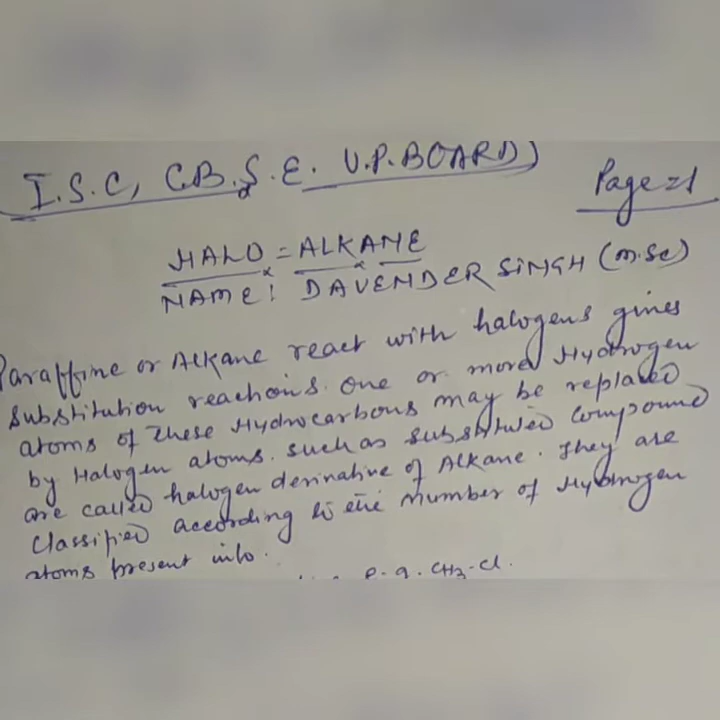 I.S.C, C.B.S.E. U.P.BOARD)
Page=1
HALO = ALKANE
NAME: DAVENDER SINGH (M.Sc)
Paraffine or Alkane react with halogens gines
substitution reactions. One or more Hydrogen
atoms of These Hydrocarbons may be replaced
by Halogen atoms. such as substituted compound
are called halogen derivative of Alkane. They are
Classified according to the number of Hydrogen
atoms present into.
e.g. CH3-Cl.